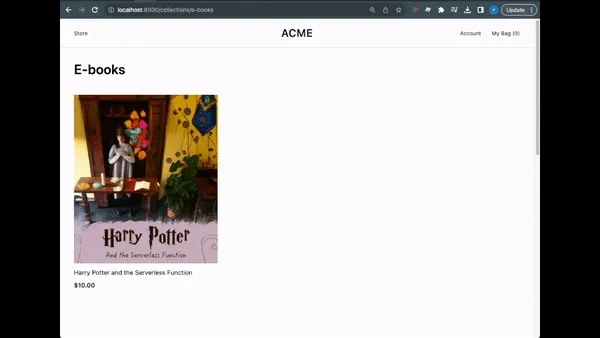 localhost:8000/collections/e-books
Update
Store
ACME
Account
My Bag (0)
E-books
Harry Potter
And the Serverless Function
Harry Potter and the Serverless Function
$10.00